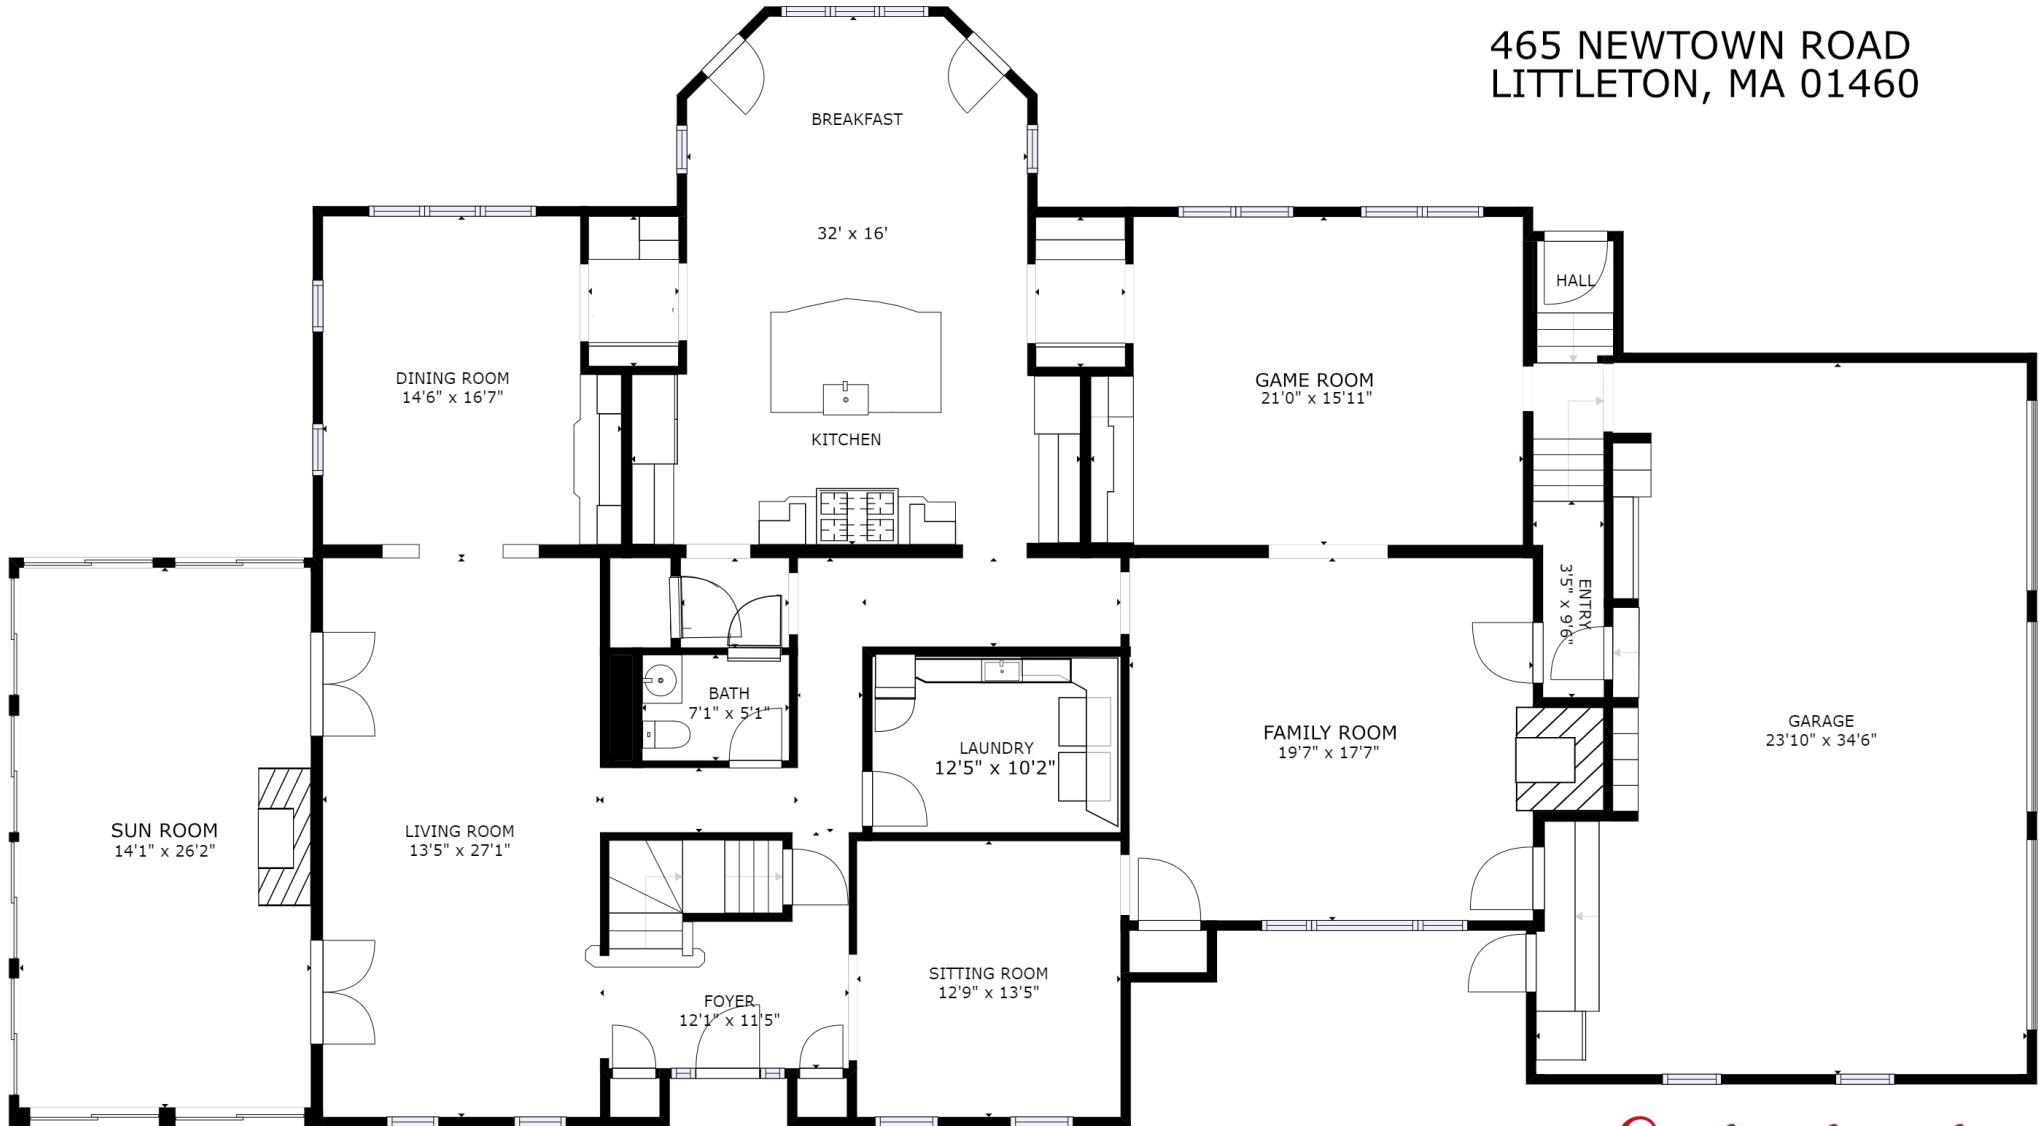 465 NEWTOWN ROAD
LITTLETON, MA 01460
BREAKFAST
32' x 16'
HALL
DINING ROOM
14'6" x 16'7"
GAME ROOM
21'0" x 15'11"
KITCHEN
ENTRY
3'5" x 9'6"
BATH
7'1" x 5'1"
LAUNDRY
12'5" x 10'2"
FAMILY ROOM
19'7" x 17'7"
GARAGE
23'10" x 34'6"
SUN ROOM
14'1" x 26'2"
LIVING ROOM
13'5" x 27'1"
SITTING ROOM
12'9" x 13'5"
FOYER
12'1" x 11'5"